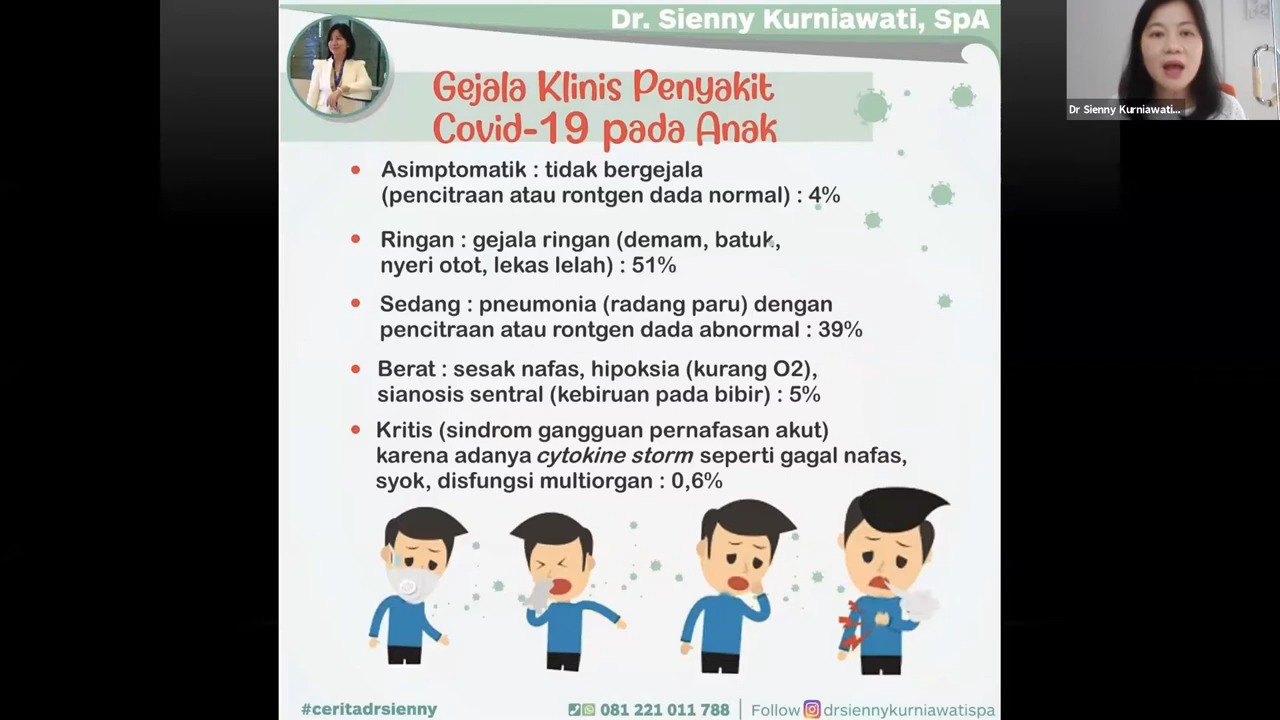 Dr. Sienny Kurniawati, SpA
Dr Sienny Kurniawati...
Gejala Klinis Penyakit
Covid-19 pada Anak
Asimptomatik : tidak bergejala
(pencitraan atau rontgen dada normal) : 4%
Ringan : gejala ringan (demam, batuk,
nyeri otot, lekas lelah) : 51%
Sedang : pneumonia (radang paru) dengan
pencitraan atau rontgen dada abnormal : 39%
Berat : sesak nafas, hipoksia (kurang O2),
sianosis sentral (kebiruan pada bibir) : 5%
Kritis (sindrom gangguan pernafasan akut)
karena adanya cytokine storm seperti gagal nafas,
syok, disfungsi multiorgan : 0,6%
#ceritadrsienny
081 221 011 788
Follow drsiennykurniawatispa